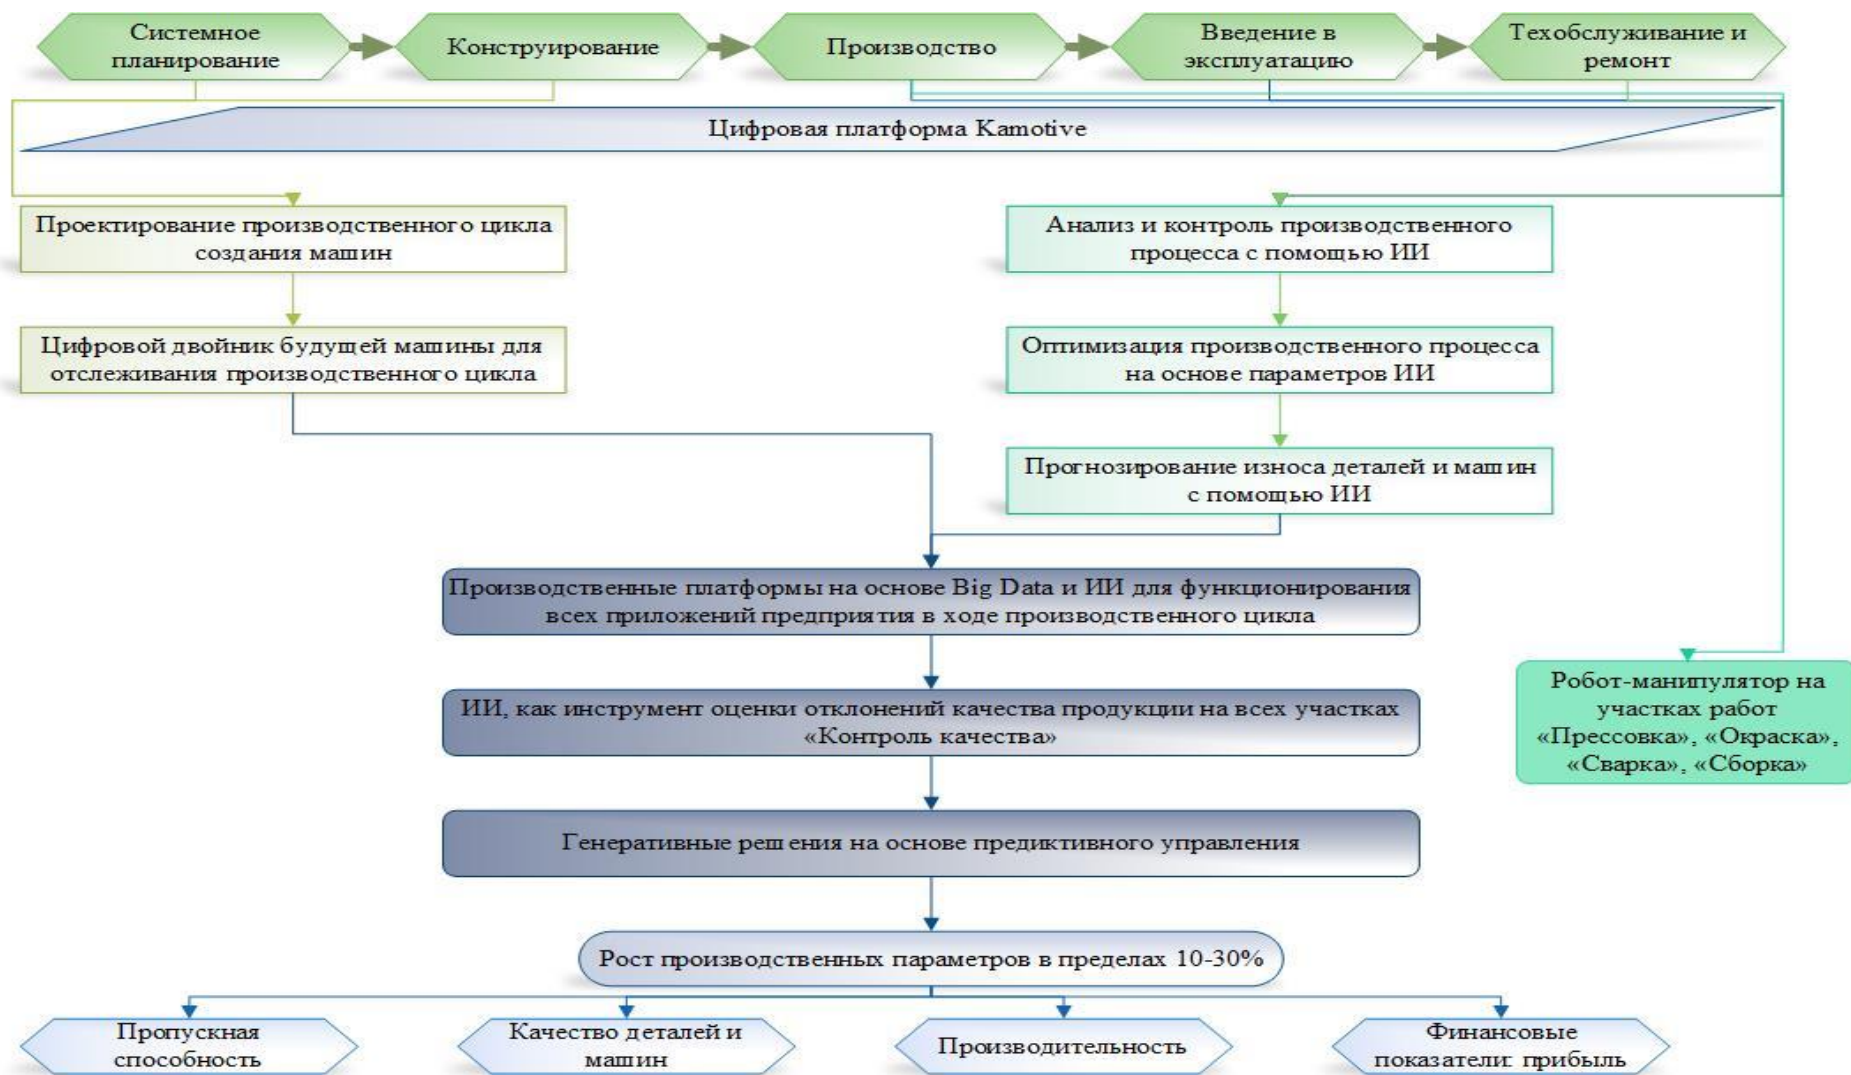 Системное
планирование
Конструирование
Производство
Введение в
эксплуатацию
Техобслуживание и
ремонт
Цифровая платформа Kamotive
Проектирование производственного цикла
создания машин
Анализ и контроль производственного
процесса с помощью ИИ
Цифровой двойник будущей машины для
отслеживания производственного цикла
Оптимизация производственного процесса
на основе параметров ИИ
Прогнозирование износа деталей и машин
с помощью ИИ
Производственные платформы на основе Big Data и ИИ для функционирования
всех приложений предприятия в ходе производственного цикла
ИИ, как инструмент оценки отклонений качества продукции на всех участках
«Контроль качества»
Робот-манипулятор на
участках работ
«Прессовка», «Окраска»,
«Сварка», «Сборка»
Генеративные решения на основе предиктивного управления
Рост производственных параметров в пределах 10-30%
Пропускная
способность
Качество деталей и
машин
Производительность
Финансовые
показатели: прибыль